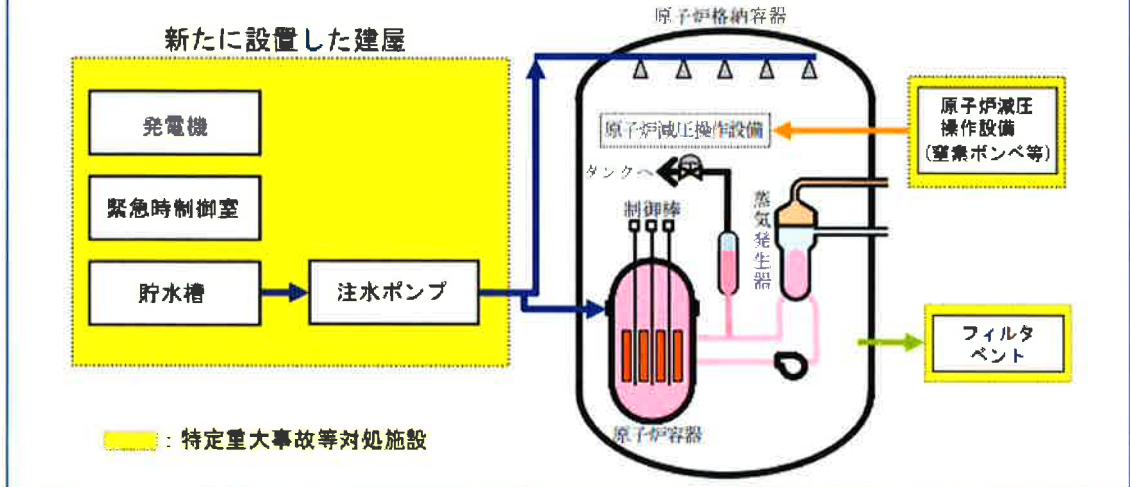 原子炉格納容器
新たに設置した建屋
発電機
緊急時制御室
貯水槽
注水ポンプ
原子炉減圧操作設備
タンクへ
制御棒
蒸気発生器
原子炉容器
原子炉減圧
操作設備
(窒素ボンベ等)
フィルタ
ベント
：特定重大事故等対処施設